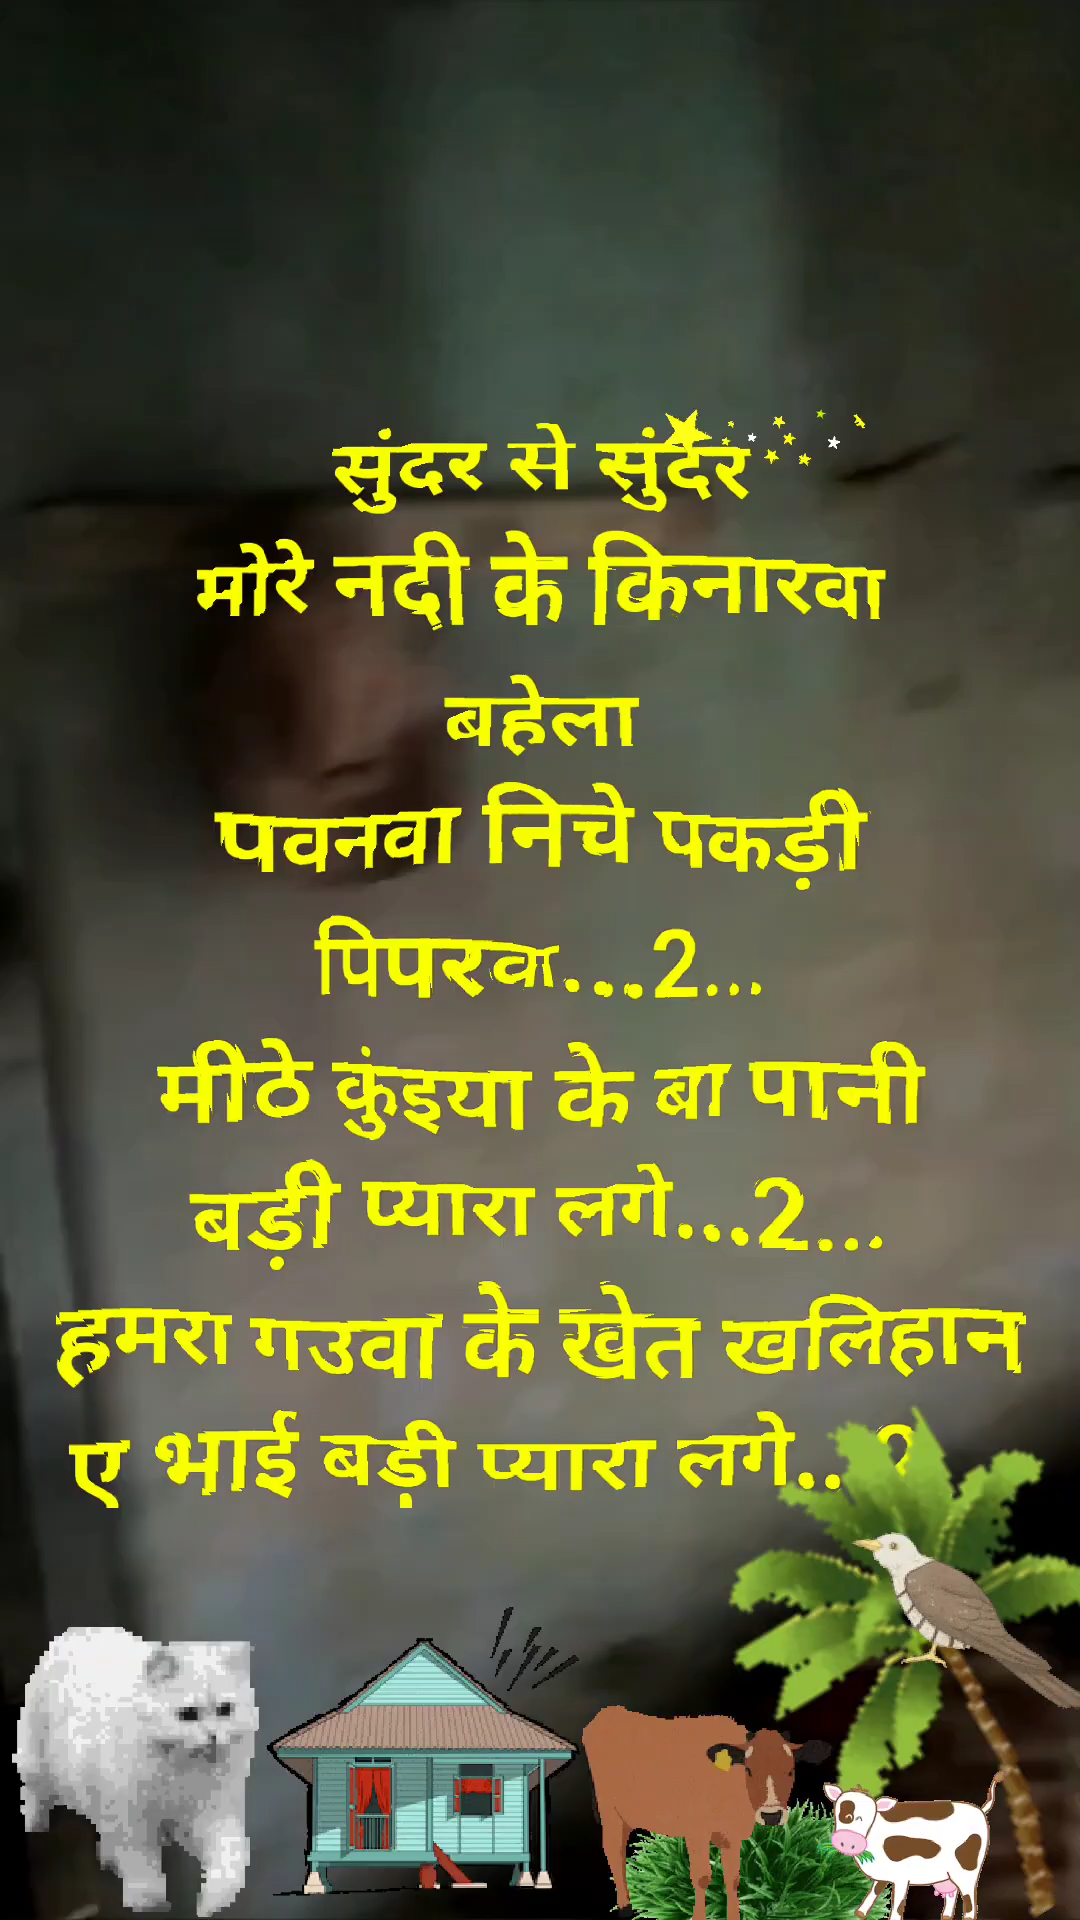 सुंदर से सुंदर
मोरे नदी के किनारवा
बहेला
पवनवा निचे पकड़ी
पिपरवा...2...
मीठे कुंइया के बा पानी
बड़ी प्यारा लगे...2...
हमरा गउवा के खेत खलिहान
ए भाई बड़ी प्यारा लगे..